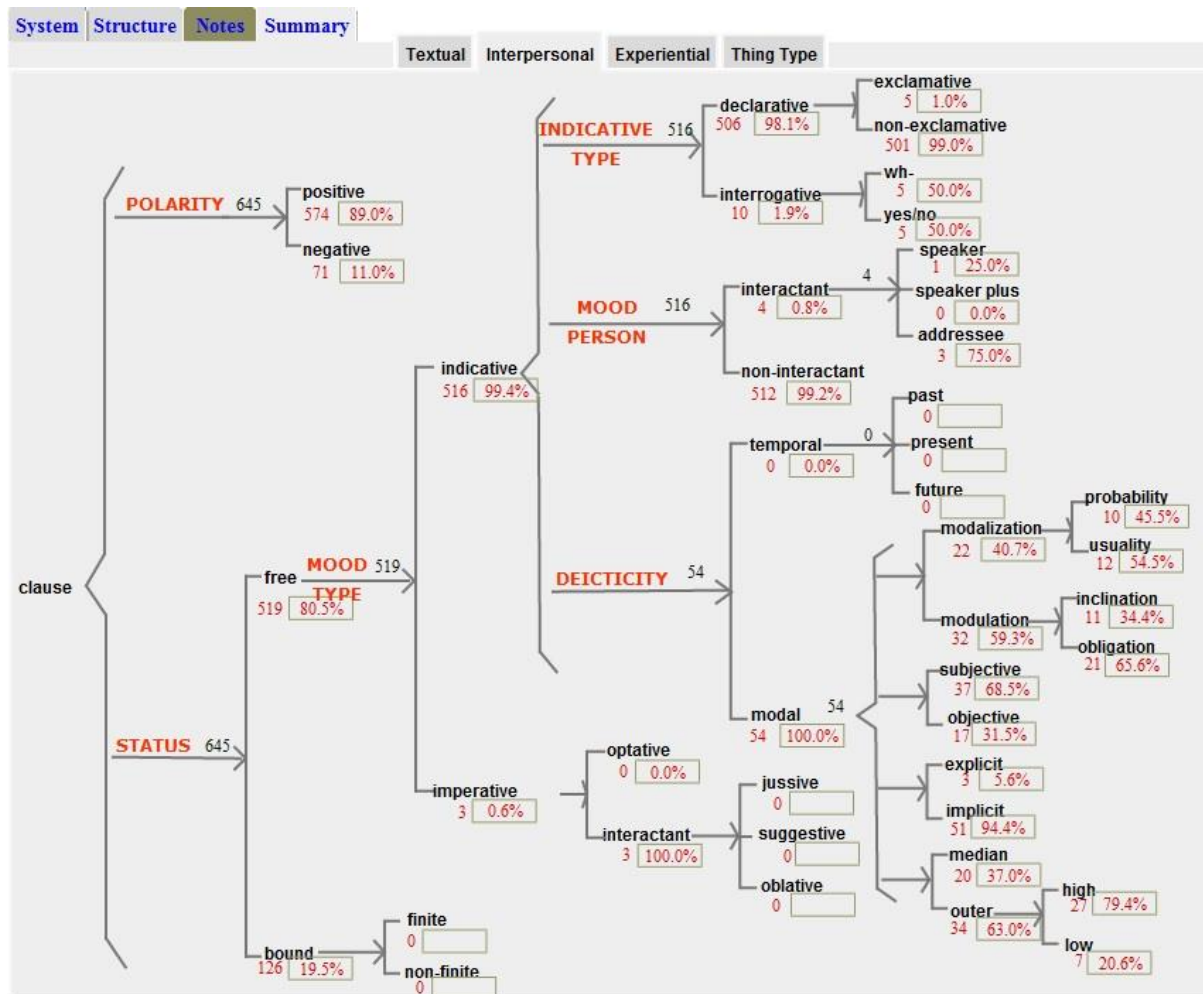 System Structure Notes Summary
Textual Interpersonal Experiential Thing Type
clause
POLARITY 645
positive
574 89.0%
negative
71 11.0%
STATUS 645
free
519 80.5%
MOOD 519
TYPE
indicative
516 99.4%
INDICATIVE 516
TYPE
declarative
506 98.1%
exclamative
5 1.0%
non-exclamative
501 99.0%
interrogative
10 1.9%
wh-
5 50.0%
yes/no
5 50.0%
MOOD 516
PERSON
interactant
4 0.8%
4
speaker
1 25.0%
speaker plus
0 0.0%
addressee
3 75.0%
non-interactant
512 99.2%
DEICTICITY 54
temporal
0 0.0%
0
past
0
present
0
future
0
modal
54 100.0%
54
modalization
22 40.7%
probability
10 45.5%
usuality
12 54.5%
modulation
32 59.3%
inclination
11 34.4%
obligation
21 65.6%
subjective
37 68.5%
objective
17 31.5%
explicit
3 5.6%
implicit
51 94.4%
median
20 37.0%
outer
34 63.0%
high
27 79.4%
low
7 20.6%
imperative
3 0.6%
optative
0 0.0%
interactant
3 100.0%
jussive
0
suggestive
0
oblative
0
bound
126 19.5%
finite
0
non-finite
0